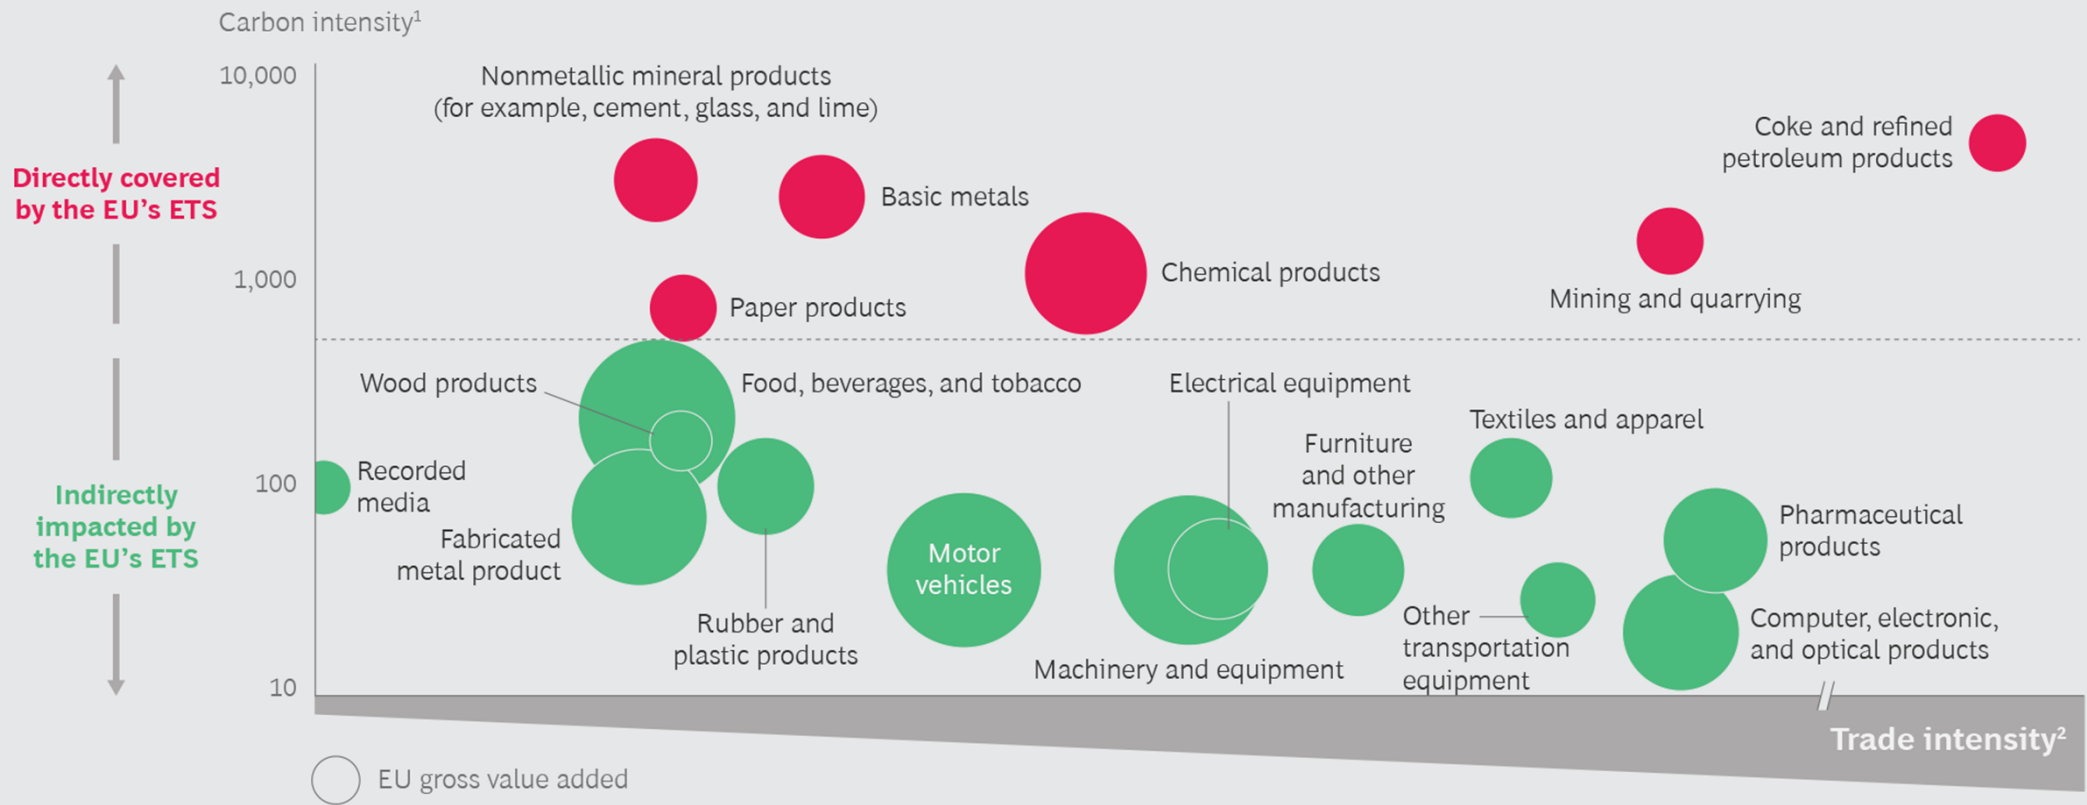 Carbon intensity¹
10,000
1,000
100
10
Directly covered
by the EU’s ETS
Indirectly
impacted by
the EU’s ETS
Nonmetallic mineral products
(for example, cement, glass, and lime)
Basic metals
Coke and refined
petroleum products
Chemical products
Mining and quarrying
Paper products
Wood products
Food, beverages, and tobacco
Electrical equipment
Textiles and apparel
Furniture
and other
manufacturing
Recorded
media
Fabricated
metal product
Motor
vehicles
Pharmaceutical
products
Rubber and
plastic products
Machinery and equipment
Other
transportation
equipment
Computer, electronic,
and optical products
Trade intensity²
EU gross value added